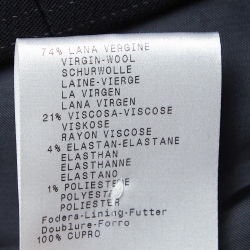 74% LANA VERGINE
VIRGIN-WOOL
SCHURWOLLE
LAINE-VIERGE
LA VIRGEN
LANA VIRGEN
21% VISCOSA-VISCOSE
VISKOSE
RAYON VISCOSE
4% ELASTAN-ELASTANE
ELASTHAN
ELASTHANNE
ELASTANO
1% POLIESTERE
POLYESTER
POLIESTER
Fodera-Lining-Futter
Doublure-Forro
100% CUPRO